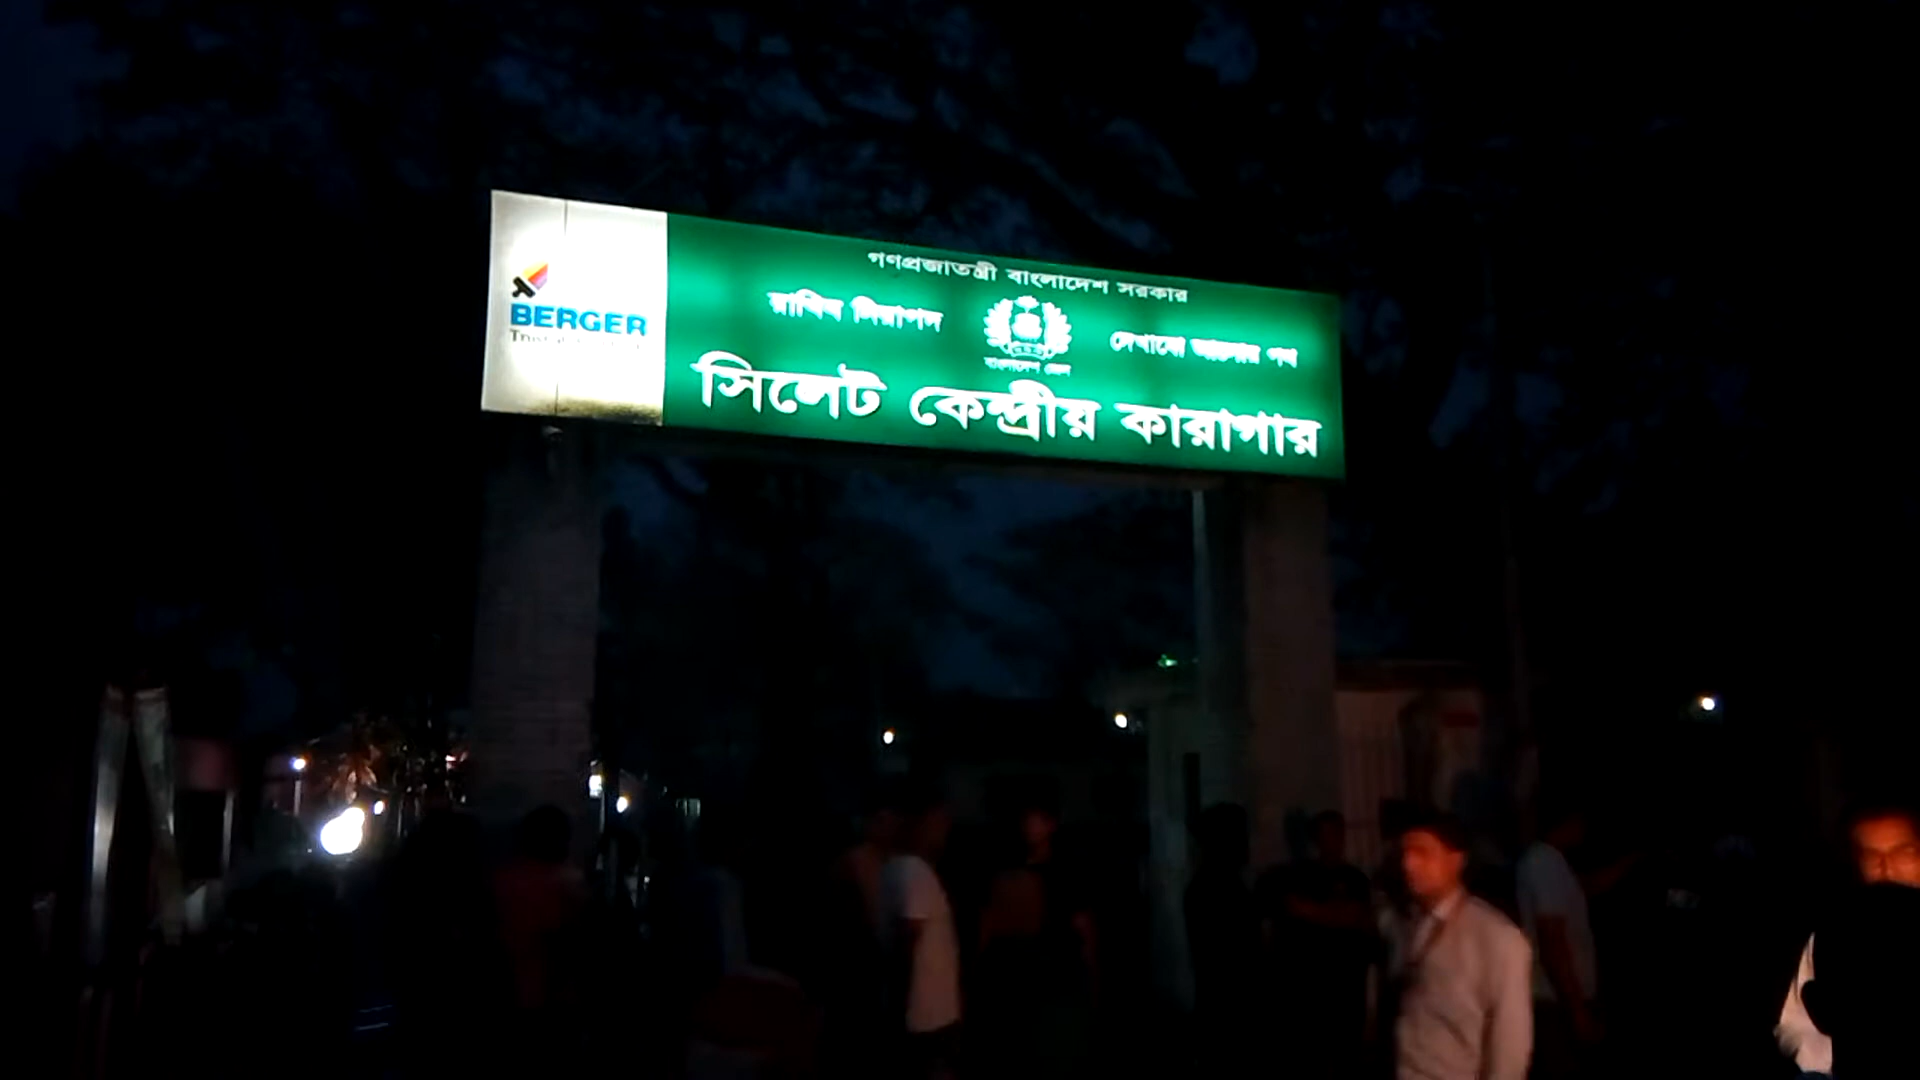 BERGER
গণপ্রজাতন্ত্রী বাংলাদেশ সরকার
রাখিব নিরাপদ
দেখাবো আলোর পথ
বাংলাদেশ জেল
সিলেট কেন্দ্রীয় কারাগার